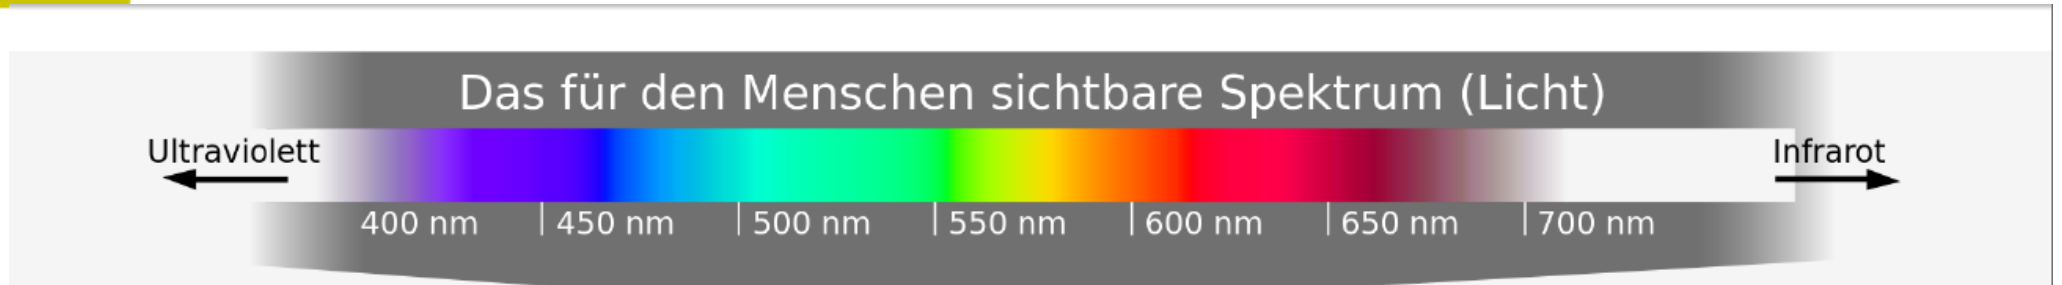 Das für den Menschen sichtbare Spektrum (Licht)
Ultraviolett
Infrarot
400 nm 450 nm 500 nm 550 nm 600 nm 650 nm 700 nm